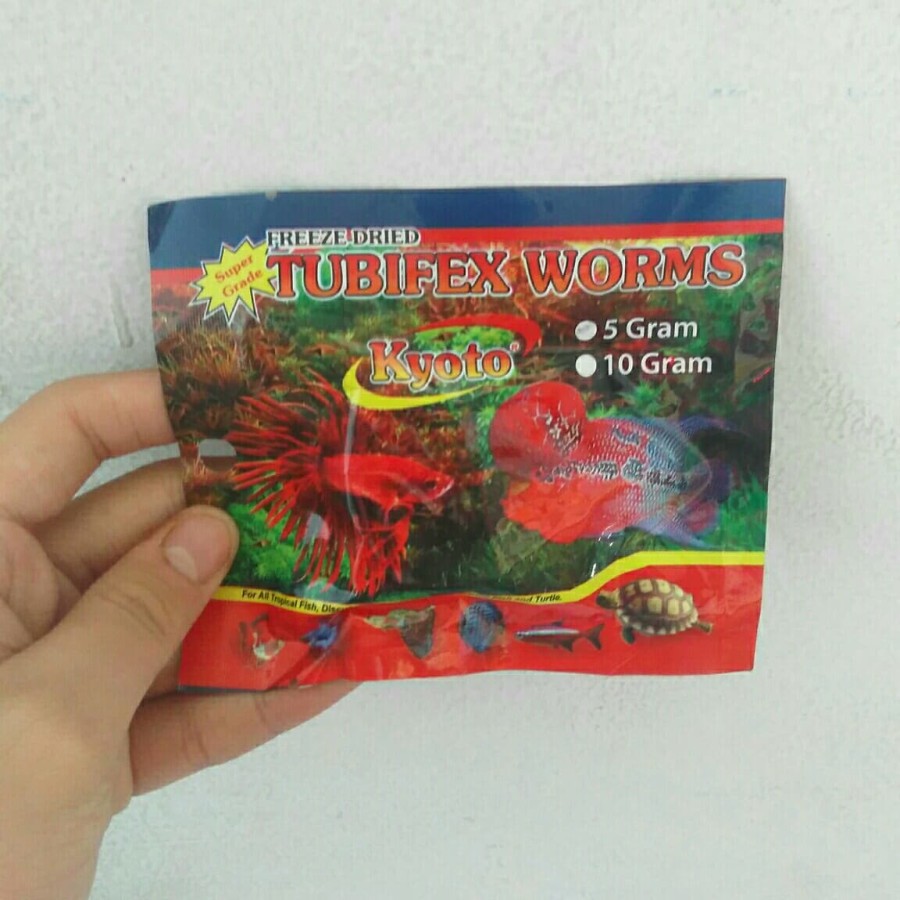 FREEZE DRIED
Super
Grade
TUBIFEX WORMS
Kyoto®
5 Gram
10 Gram
For All Tropical Fish, and Turtle.